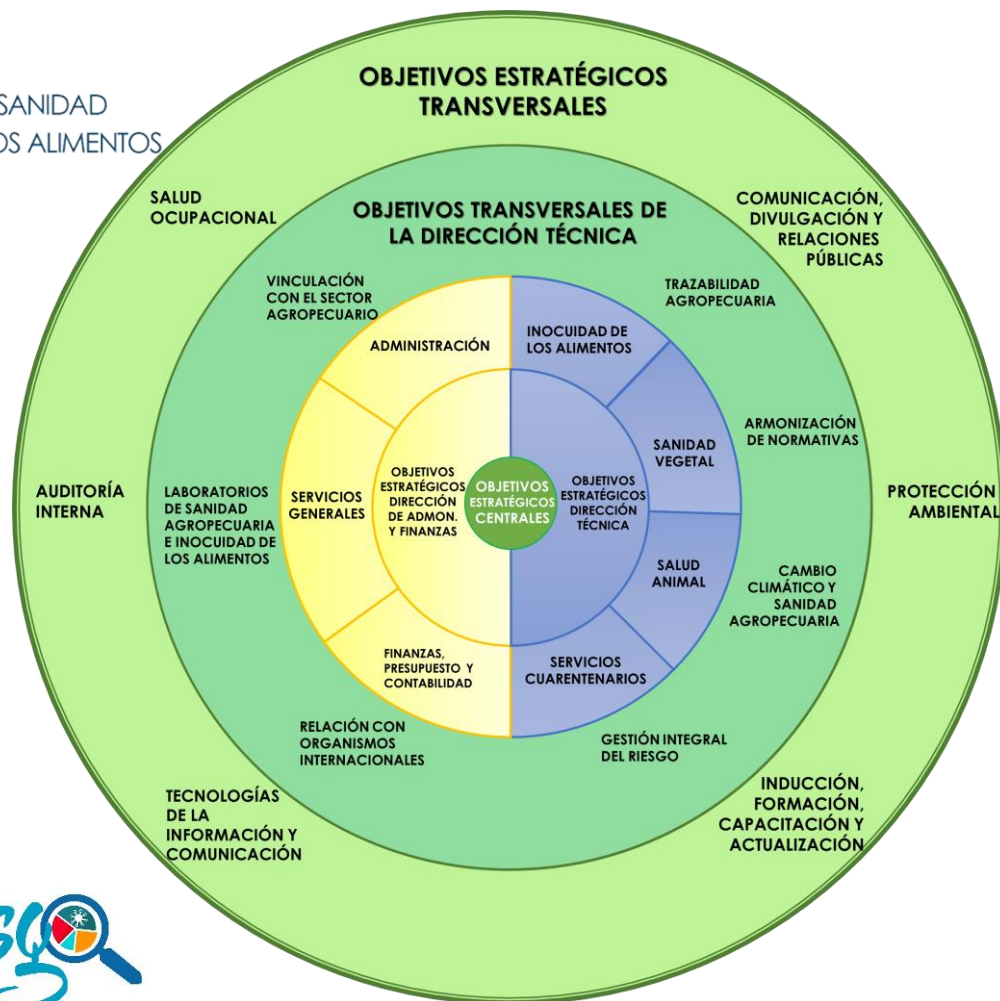 SANIDAD
OS ALIMENTOS
OBJETIVOS ESTRATÉGICOS
TRANSVERSALES
SALUD
OCUPACIONAL
COMUNICACIÓN,
DIVULGACIÓN Y
RELACIONES
PÚBLICAS
OBJETIVOS TRANSVERSALES DE
LA DIRECCIÓN TÉCNICA
VINCULACIÓN
CON EL SECTOR
AGROPECUARIO
TRAZABILIDAD
AGROPECUARIA
ADMINISTRACIÓN
INOCUIDAD DE
LOS ALIMENTOS
SANIDAD
VEGETAL
ARMONIZACIÓN
DE NORMATIVAS
AUDITORÍA
INTERNA
LABORATORIOS
DE SANIDAD
AGROPECUARIA
E INOCUIDAD DE
LOS ALIMENTOS
SERVICIOS
GENERALES
OBJETIVOS
ESTRATÉGICOS
DIRECCIÓN
DE ADMON.
Y FINANZAS
OBJETIVOS
ESTRATÉGICOS
CENTRALES
OBJETIVOS
ESTRATÉGICOS
DIRECCIÓN
TÉCNICA
PROTECCIÓN
AMBIENTAL
SALUD
ANIMAL
CAMBIO
CLIMÁTICO Y
SANIDAD
AGROPECUARIA
FINANZAS,
PRESUPUESTO Y
CONTABILIDAD
SERVICIOS
CUARENTENARIOS
RELACIÓN CON
ORGANISMOS
INTERNACIONALES
GESTIÓN INTEGRAL
DEL RIESGO
TECNOLOGÍAS
DE LA
INFORMACIÓN Y
COMUNICACIÓN
INDUCCIÓN,
FORMACIÓN,
CAPACITACIÓN Y
ACTUALIZACIÓN